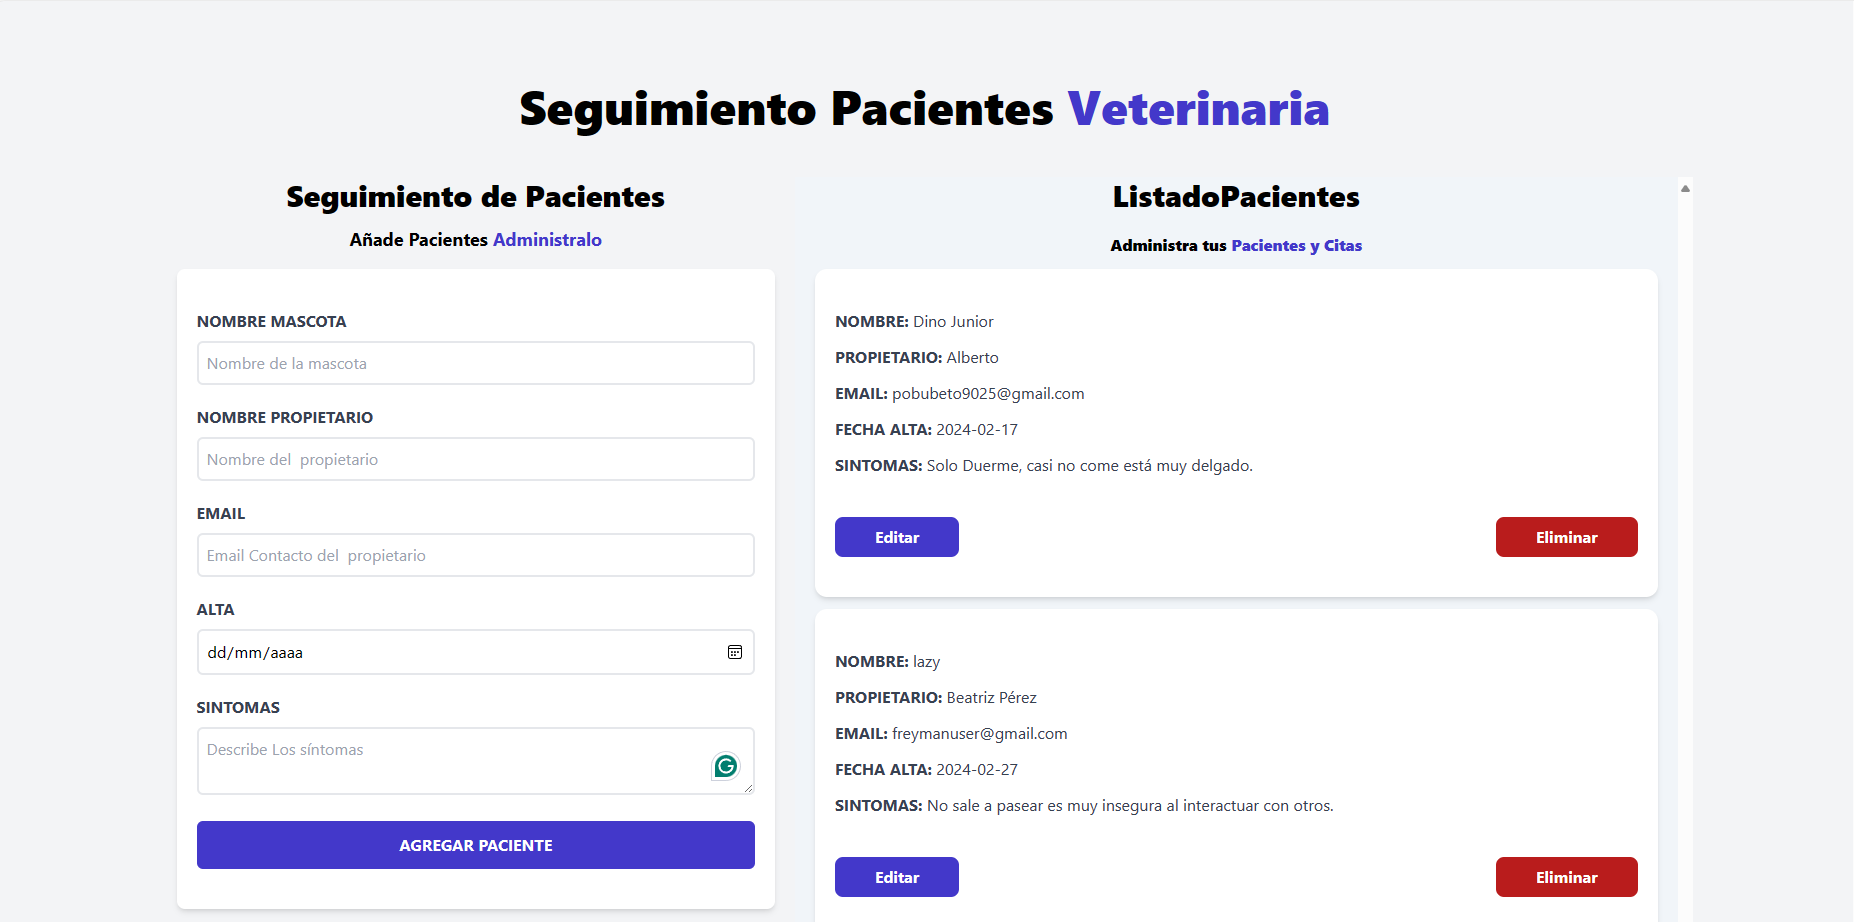 Seguimiento Pacientes Veterinaria
Seguimiento de Pacientes
Añade Pacientes Administralo
NOMBRE MASCOTA
Nombre de la mascota
NOMBRE PROPIETARIO
Nombre del  propietario
EMAIL
Email Contacto del  propietario
ALTA
dd/mm/aaaa
SINTOMAS
Describe Los síntomas
AGREGAR PACIENTE
ListadoPacientes
Administra tus Pacientes y Citas
NOMBRE: Dino Junior
PROPIETARIO: Alberto
EMAIL: pobubeto9025@gmail.com
FECHA ALTA: 2024-02-17
SINTOMAS: Solo Duerme, casi no come está muy delgado.
Editar
Eliminar
NOMBRE: lazy
PROPIETARIO: Beatriz Pérez
EMAIL: freymanuser@gmail.com
FECHA ALTA: 2024-02-27
SINTOMAS: No sale a pasear es muy insegura al interactuar con otros.
Editar
Eliminar